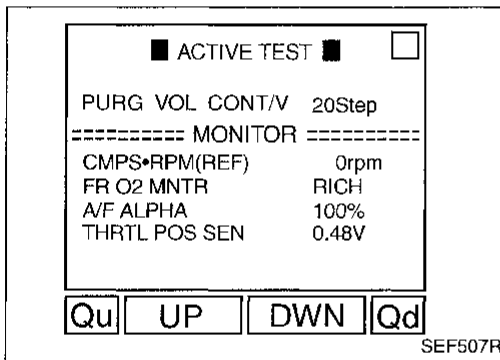 ■ ACTIVE TEST ■
PURG VOL CONT/V 20Step
========== MONITOR ==========
CMPS•RPM(REF) 0rpm
FR O2 MNTR RICH
A/F ALPHA 100%
THRTL POS SEN 0.48V
Qu UP DWN Qd
SEF507R